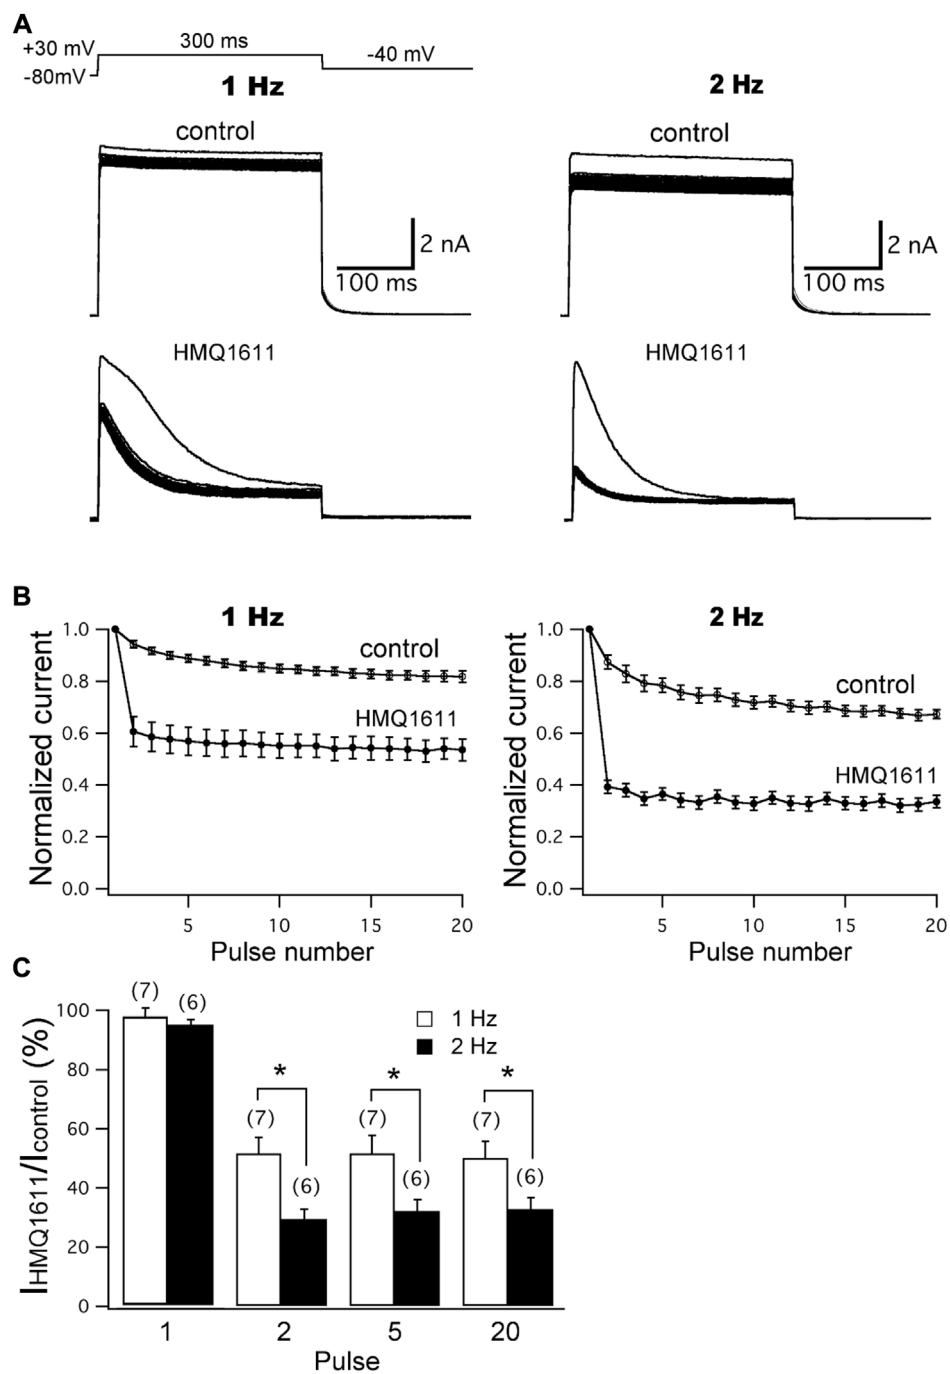 A
+30 mV
300 ms
-40 mV
-80mV
1 Hz
2 Hz
control
control
2 nA
100 ms
2 nA
100 ms
HMQ1611
HMQ1611
B
1 Hz
2 Hz
Normalized current
1.0
0.8
0.6
0.4
0.2
0.0
control
HMQ1611
5
10
15
20
Pulse number
Normalized current
1.0
0.8
0.6
0.4
0.2
0.0
control
HMQ1611
5
10
15
20
Pulse number
C
IHMQ1611/Icontrol (%)
100
80
60
40
20
0
(7)
(6)
1 Hz
2 Hz
*
*
*
(7)
(6)
(7)
(6)
(7)
(6)
1
2
5
20
Pulse